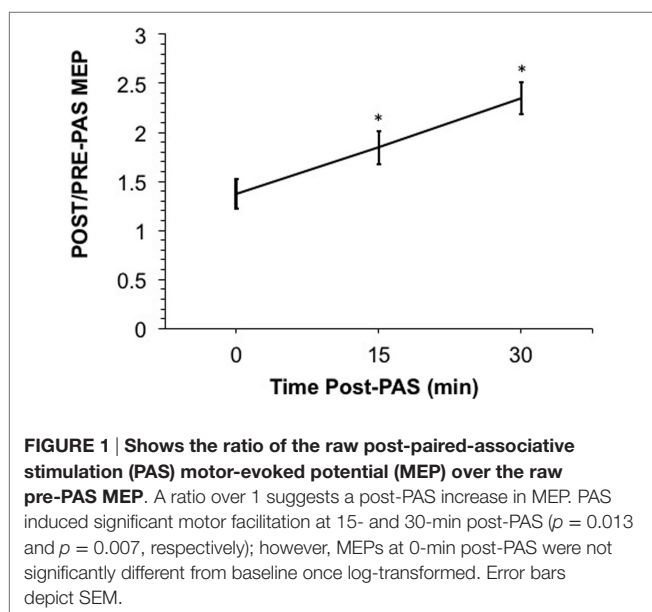 3
2.5
2
1.5
1
0.5
0
POST/PRE-PAS MEP
*
*
0 15 30
Time Post-PAS (min)
FIGURE 1 | Shows the ratio of the raw post-paired-associative
stimulation (PAS) motor-evoked potential (MEP) over the raw
pre-PAS MEP. A ratio over 1 suggests a post-PAS increase in MEP. PAS
induced significant motor facilitation at 15- and 30-min post-PAS (p = 0.013
and p = 0.007, respectively); however, MEPs at 0-min post-PAS were not
significantly different from baseline once log-transformed. Error bars
depict SEM.